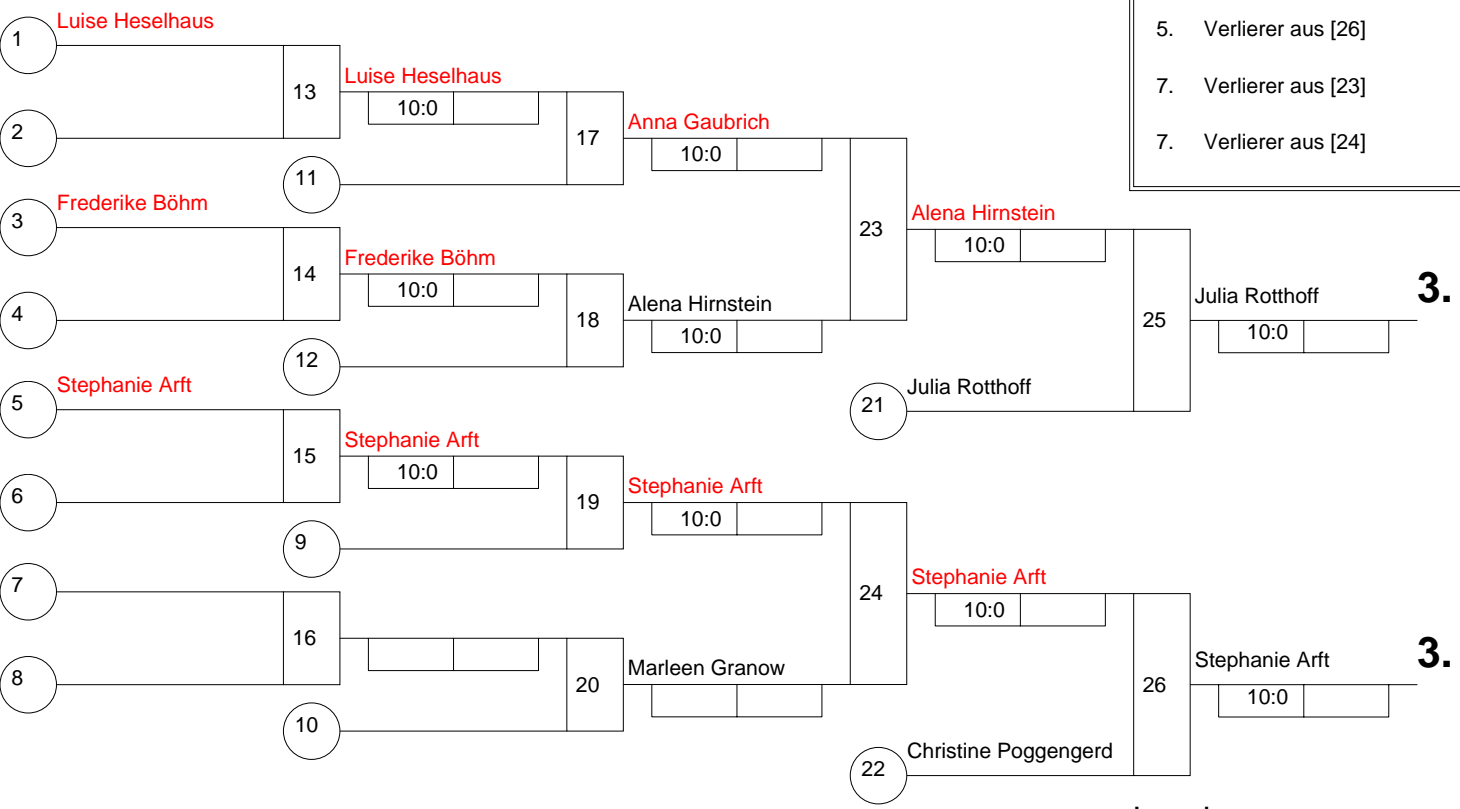 1
Luise Heselhaus
2
13
Luise Heselhaus
10:0
11
17
Anna Gaubrich
10:0
3
Frederike Böhm
4
14
Frederike Böhm
10:0
12
18
Alena Hirnstein
10:0
23
Alena Hirnstein
10:0
21
Julia Rotthoff
25
Julia Rotthoff
10:0
3.
5
Stephanie Arft
6
15
Stephanie Arft
10:0
9
19
Stephanie Arft
10:0
7
8
16
10
20
Marleen Granow
24
Stephanie Arft
10:0
22
Christine Poggengerd
26
Stephanie Arft
10:0
3.
5. Verlierer aus [26]
7. Verlierer aus [23]
7. Verlierer aus [24]